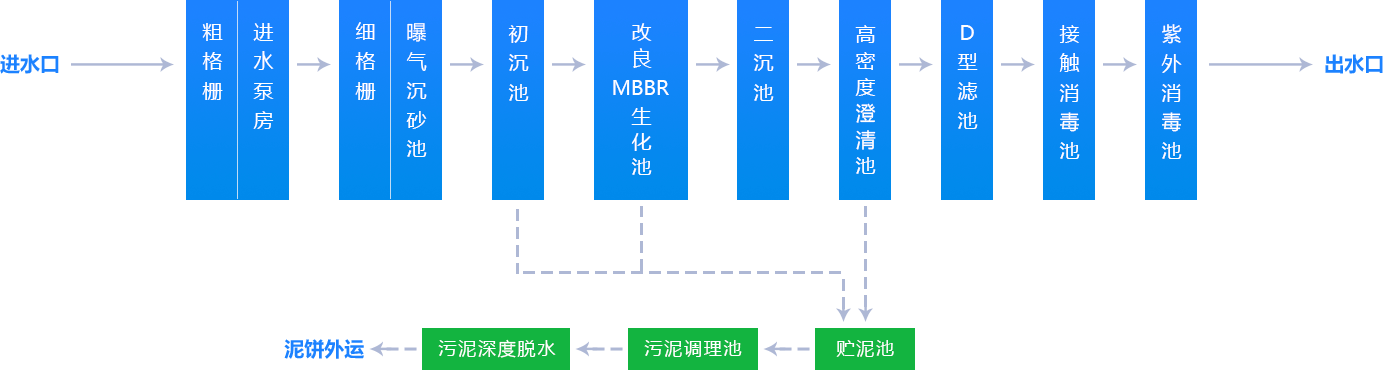 进水口
粗格栅
进水泵房
细格栅
曝气沉砂池
初沉池
改良MBBR生化池
二沉池
高密度澄清池
D型滤池
接触消毒池
紫外消毒池
出水口
泥饼外运
污泥深度脱水
污泥调理池
贮泥池